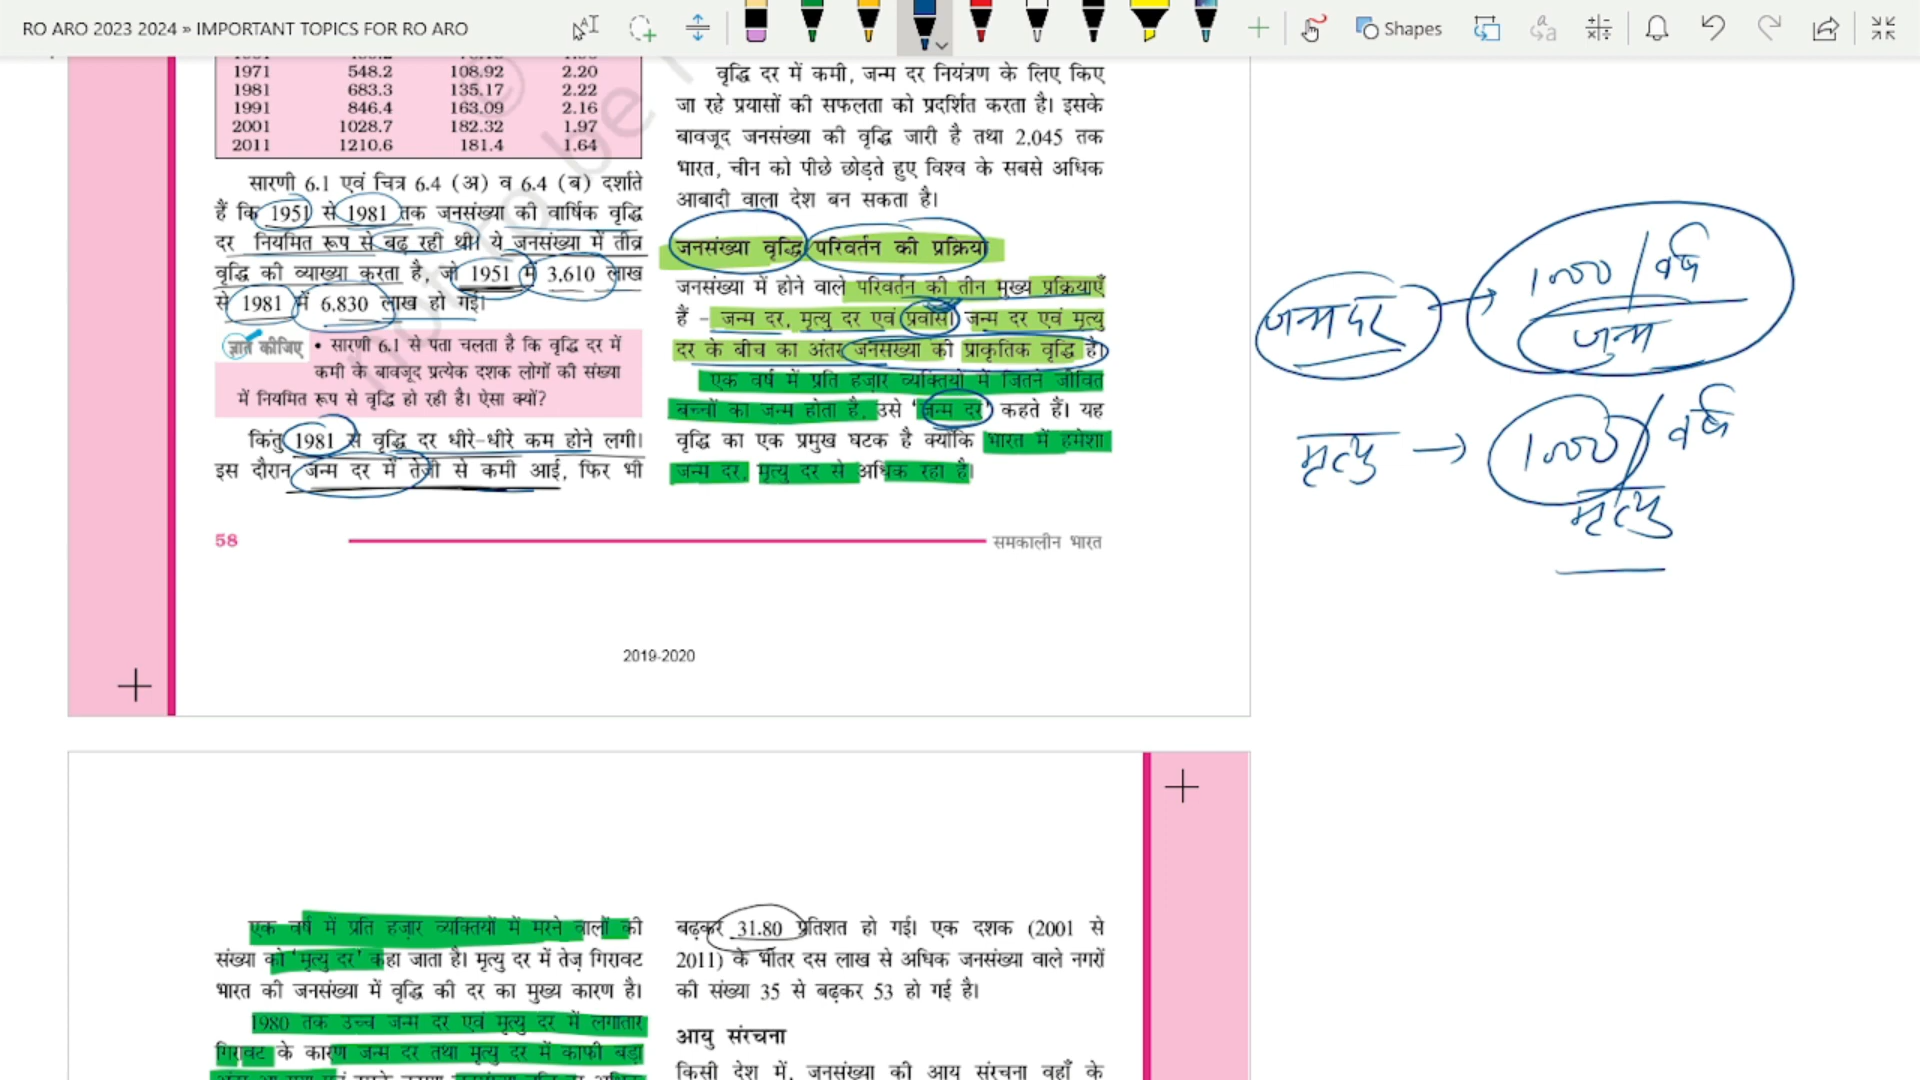 RO ARO 2023 2024 » IMPORTANT TOPICS FOR RO ARO
Shapes
1971 548.2 108.92 2.20
1981 683.3 135.17 2.22
1991 846.4 163.09 2.16
2001 1028.7 182.32 1.97
2011 1210.6 181.4 1.64
सारणी 6.1 एवं चित्र 6.4 (अ) व 6.4 (ब) दर्शाते
हैं कि 1951 से 1981 तक जनसंख्या की वार्षिक वृद्धि
दर नियमित रूप से बढ़ रही थी। ये जनसंख्या में तीव्र
वृद्धि की व्याख्या करता है, जो 1951 में 3,610 लाख
से 1981 में 6,830 लाख हो गई।
ज्ञात कीजिए • सारणी 6.1 से पता चलता है कि वृद्धि दर में
कमी के बावजूद प्रत्येक दशक लोगों की संख्या
में नियमित रूप से वृद्धि हो रही है। ऐसा क्यों?
किंतु 1981 से वृद्धि दर धीरे-धीरे कम होने लगी।
इस दौरान जन्म दर में तेज़ी से कमी आई, फिर भी
वृद्धि दर में कमी, जन्म दर नियंत्रण के लिए किए
जा रहे प्रयासों की सफलता को प्रदर्शित करता है। इसके
बावजूद जनसंख्या की वृद्धि जारी है तथा 2,045 तक
भारत, चीन को पीछे छोड़ते हुए विश्व के सबसे अधिक
आबादी वाला देश बन सकता है।
जनसंख्या वृद्धि/परिवर्तन की प्रक्रिया
जनसंख्या में होने वाले परिवर्तन की तीन मुख्य प्रक्रियाएँ
हैं - जन्म दर, मृत्यु दर एवं प्रवास। जन्म दर एवं मृत्यु
दर के बीच का अंतर जनसंख्या की प्राकृतिक वृद्धि है।
एक वर्ष में प्रति हज़ार व्यक्तियों में जितने जीवित
बच्चों का जन्म होता है, उसे 'जन्म दर' कहते हैं। यह
वृद्धि का एक प्रमुख घटक है क्योंकि भारत में हमेशा
जन्म दर, मृत्यु दर से अधिक रहा है।
जन्म दर → 1000 / वर्ष
जन्म
मृत्यु → 1000 / वर्ष
मृत्यु
58 समकालीन भारत
2019-2020
एक वर्ष में प्रति हज़ार व्यक्तियों में मरने वालों की
संख्या को 'मृत्यु दर' कहा जाता है। मृत्यु दर में तेज़ गिरावट
भारत की जनसंख्या में वृद्धि की दर का मुख्य कारण है।
1980 तक उच्च जन्म दर एवं मृत्यु दर में लगातार
गिरावट के कारण जन्म दर तथा मृत्यु दर में काफी बड़ा
बढ़कर 31.80 प्रतिशत हो गई। एक दशक (2001 से
2011) के भीतर दस लाख से अधिक जनसंख्या वाले नगरों
की संख्या 35 से बढ़कर 53 हो गई है।
आयु संरचना
किसी देश में, जनसंख्या की आयु संरचना वहाँ के